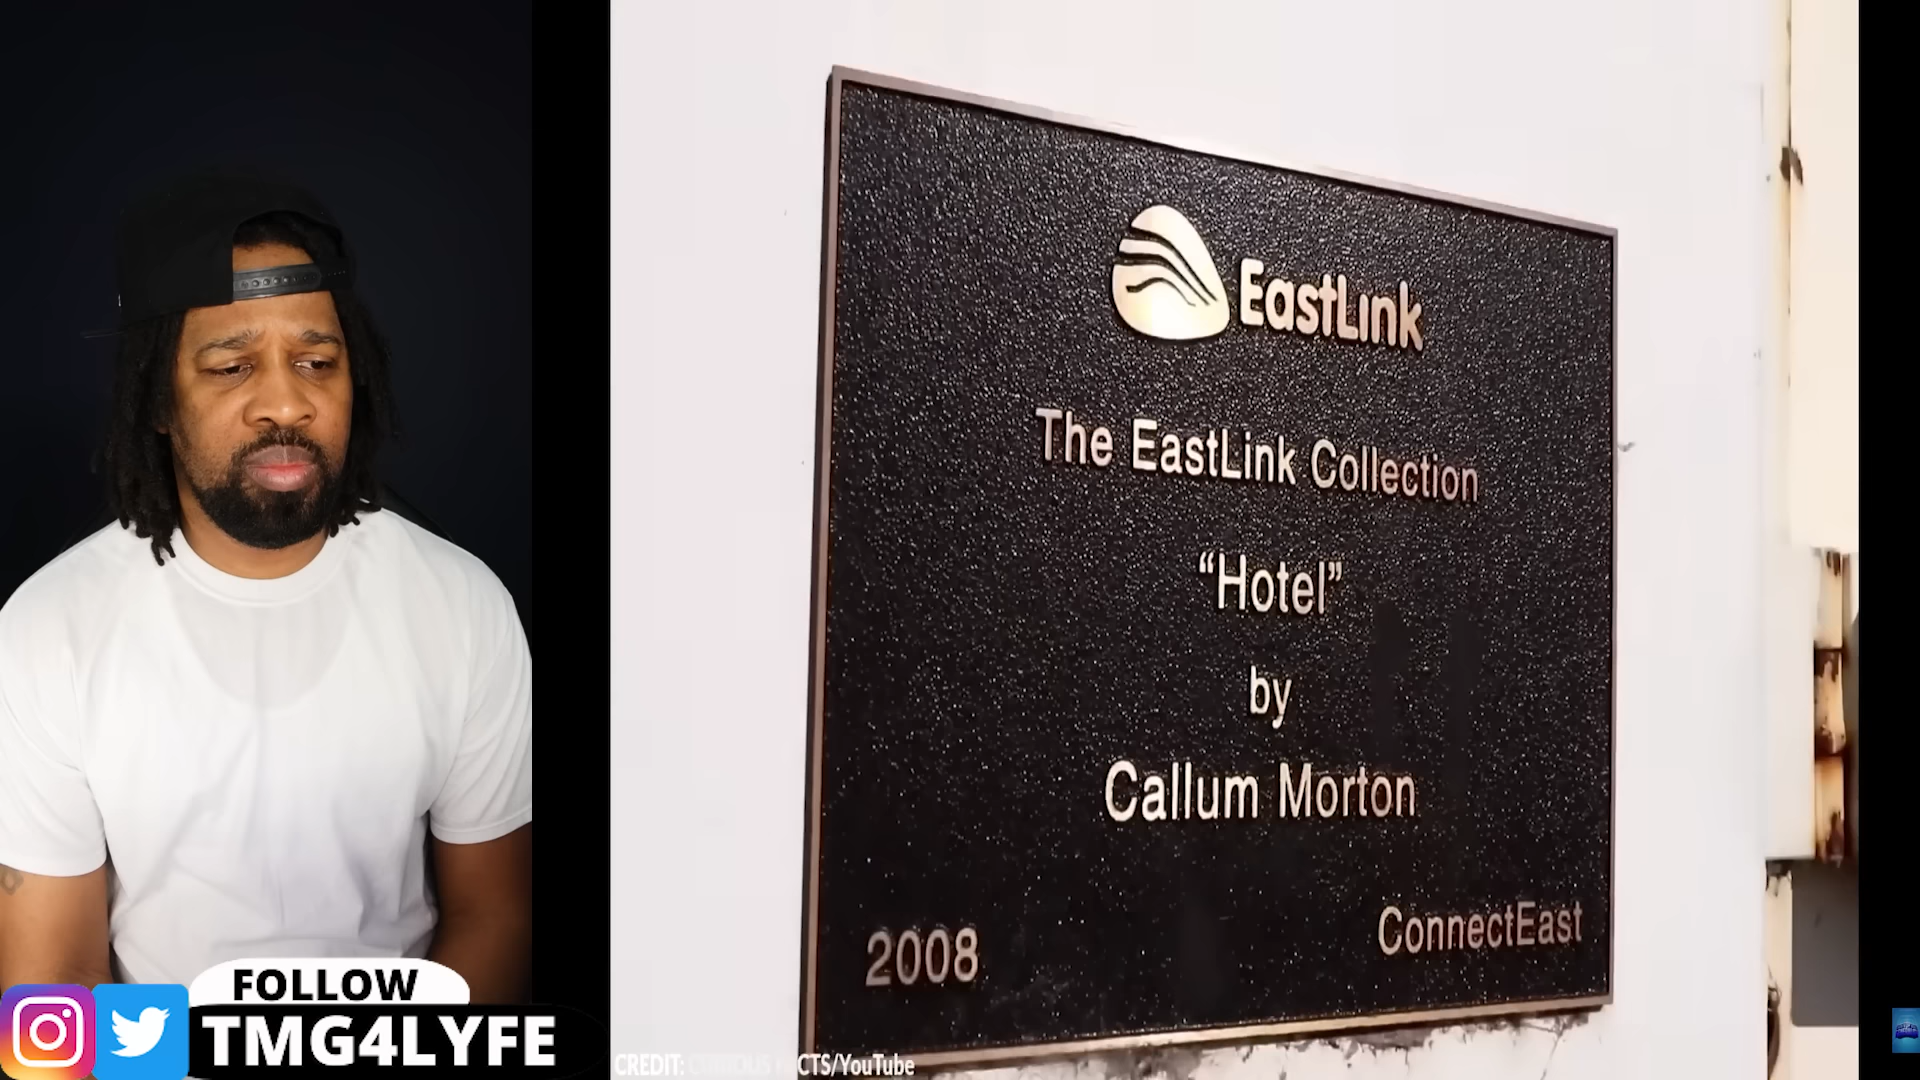 EastLink
The EastLink Collection
“Hotel”
by
Callum Morton
2008
ConnectEast
FOLLOW
TMG4LYFE
CREDIT: CTS/YouTube